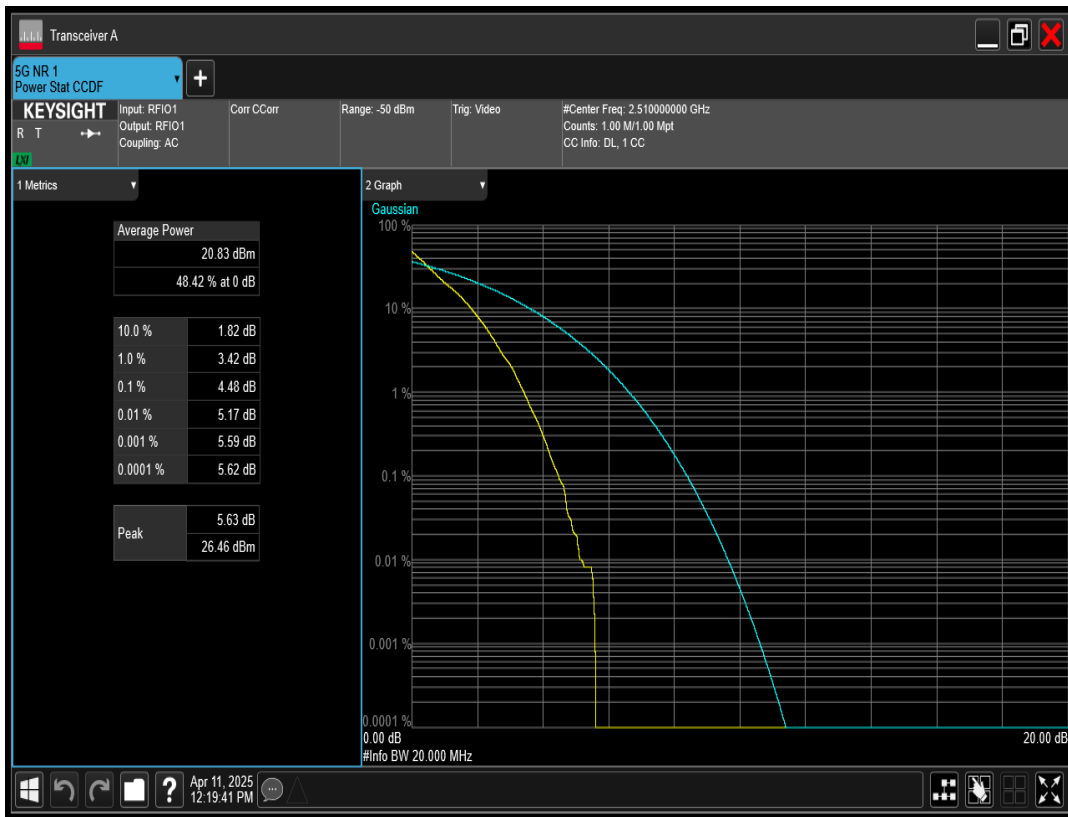 Transceiver A
5G NR 1
Power Stat CCDF
+
KEYSIGHT
R T
LXI
Input: RFIO1
Output: RFIO1
Coupling: AC
Corr CCorr
Range: -50 dBm
Trig: Video
#Center Freq: 2.510000000 GHz
Counts: 1.00 M/1.00 Mpt
CC Info: DL, 1 CC
1 Metrics
Average Power
20.83 dBm
48.42 % at 0 dB
10.0 % 1.82 dB
1.0 % 3.42 dB
0.1 % 4.48 dB
0.01 % 5.17 dB
0.001 % 5.59 dB
0.0001 % 5.62 dB
Peak
5.63 dB
26.46 dBm
2 Graph
Gaussian
100 %
10 %
1 %
0.1 %
0.01 %
0.001 %
0.0001 %
0.00 dB 20.00 dB
#Info BW 20.000 MHz
?
Apr 11, 2025
12:19:41 PM